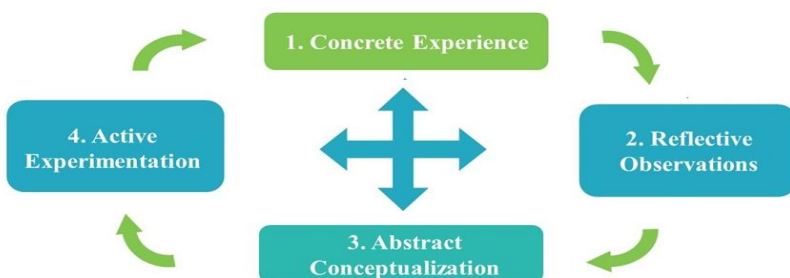 1. Concrete Experience
2. Reflective
Observations
3. Abstract
Conceptualization
4. Active
Experimentation